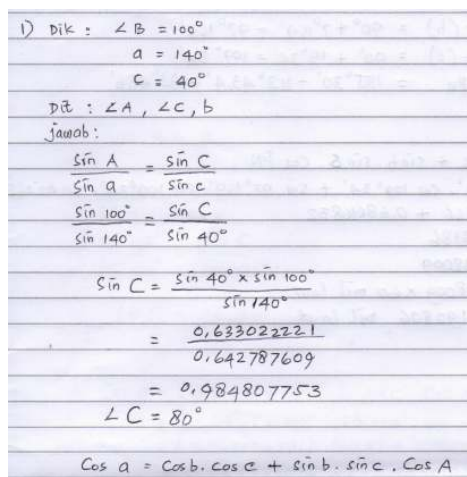 1) Dik : ∠B = 100°
a = 140°
c = 40°
Dit : ∠A, ∠C, b
jawab :
sin A / sin a = sin C / sin c
sin 100° / sin 140° = sin C / sin 40°
sin C = sin 40° x sin 100° / sin 140°
= 0,633022221 / 0,642787609
= 0,984807753
∠C = 80°
Cos a = Cos b. cos c + sin b. sin c. Cos A